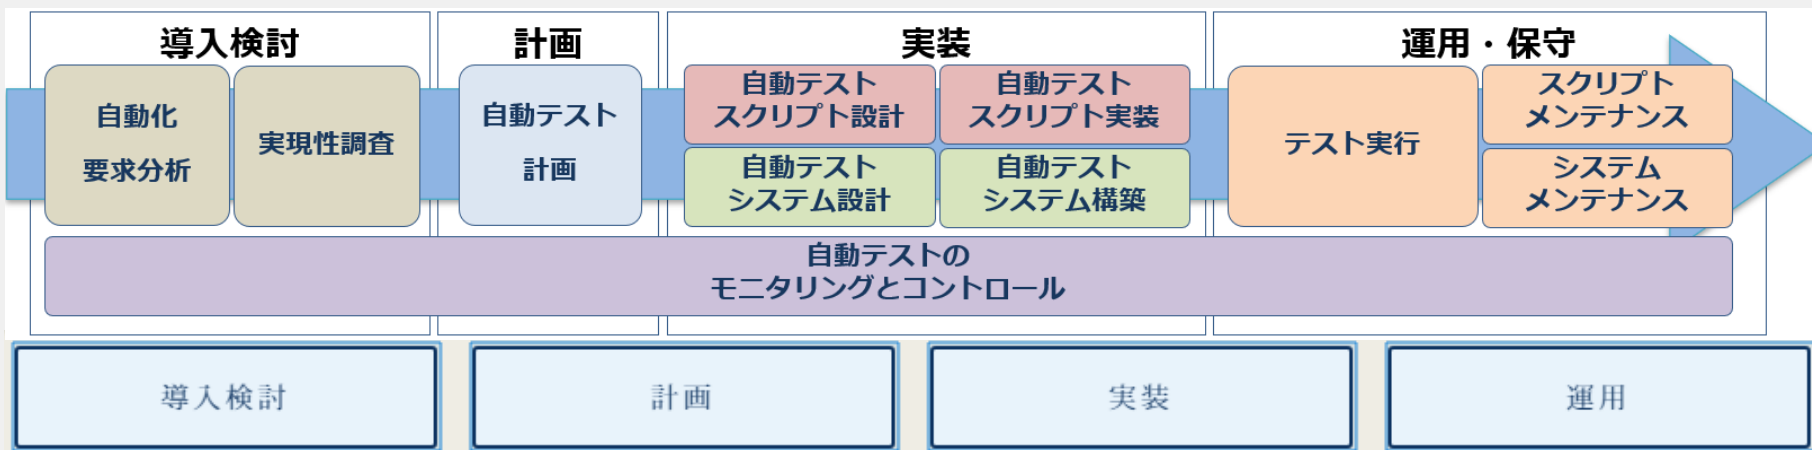 導入検討
計画
実装
運用・保守
自動化
要求分析
実現性調査
自動テスト
計画
自動テスト
スクリプト設計
自動テスト
スクリプト実装
自動テスト
システム設計
自動テスト
システム構築
テスト実行
スクリプト
メンテナンス
システム
メンテナンス
自動テストの
モニタリングとコントロール
導入検討
計画
実装
運用